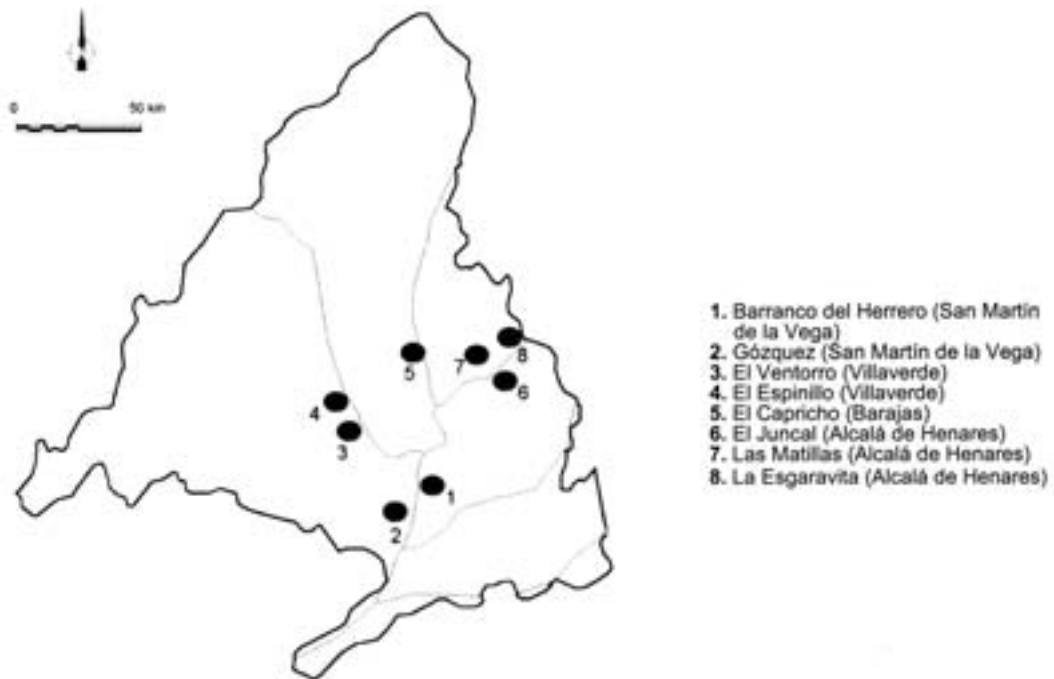 0 50 km
8
5
7
6
4
3
1
2
1. Barranco del Herrero (San Martín
de la Vega)
2. Gózquez (San Martín de la Vega)
3. El Ventorro (Villaverde)
4. El Espinillo (Villaverde)
5. El Capricho (Barajas)
6. El Juncal (Alcalá de Henares)
7. Las Matillas (Alcalá de Henares)
8. La Esgaravita (Alcalá de Henares)